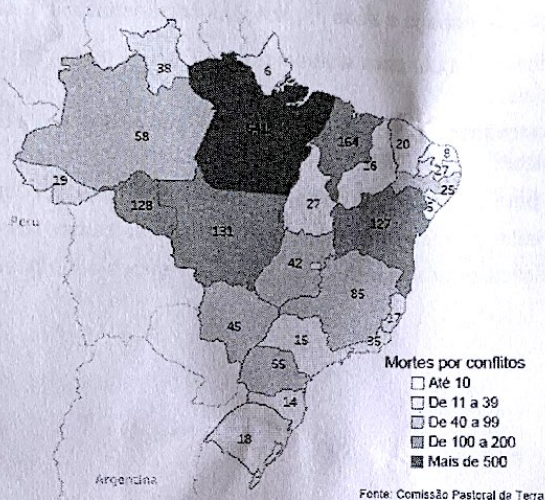 38
6
58
164
20
8
16
27
25
19
128
131
27
127
5
42
85
45
15
35
55
14
18
Peru
Argentina
Mortes por conflitos
Até 10
De 11 a 39
De 40 a 99
De 100 a 200
Mais de 500
Fonte: Comissão Pastoral da Terra